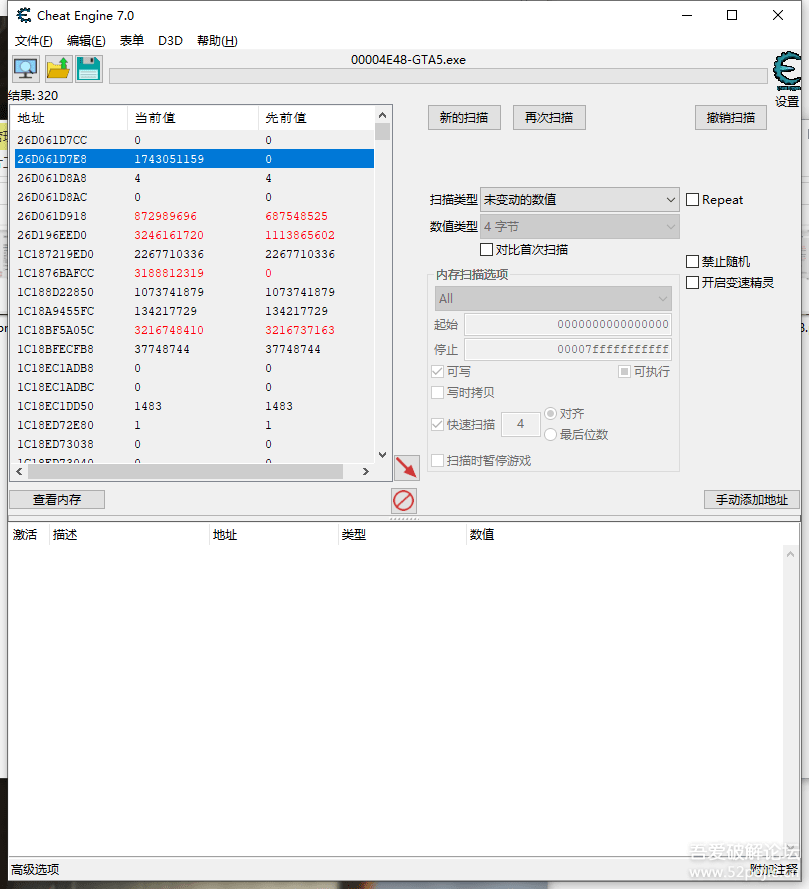 Cheat Engine 7.0
文件(F) 编辑(E) 表单 D3D 帮助(H)
00004E48-GTA5.exe
设置
结果:320
地址 当前值 先前值
26D061D7CC 0 0
26D061D7E8 1743051159 0
26D061D8A8 4 4
26D061D8AC 0 0
26D061D918 872989696 687548525
26D196EED0 3246161720 1113865602
1C187219ED0 2267710336 2267710336
1C1876BAFCC 3188812319 0
1C188D22850 1073741879 1073741879
1C18A9455FC 134217729 134217729
1C18BF5A05C 3216748410 3216737163
1C18BFECFB8 37748744 37748744
1C18EC1ADB8 0 0
1C18EC1ADBC 0 0
1C18EC1DD50 1483 1483
1C18ED72E80 1 1
1C18ED73038 0 0
1C18ED73040 0 0
新的扫描 再次扫描 撤销扫描
扫描类型 未变动的数值 Repeat
数值类型 4 字节
对比首次扫描
禁止随机
开启变速精灵
内存扫描选项
All
起始 0000000000000000
停止 00007fffffffffff
可写 可执行
写时拷贝
快速扫描 4 对齐
最后位数
扫描时暂停游戏
查看内存 手动添加地址
激活 描述 地址 类型 数值
高级选项 附加注释
吾爱破解论坛